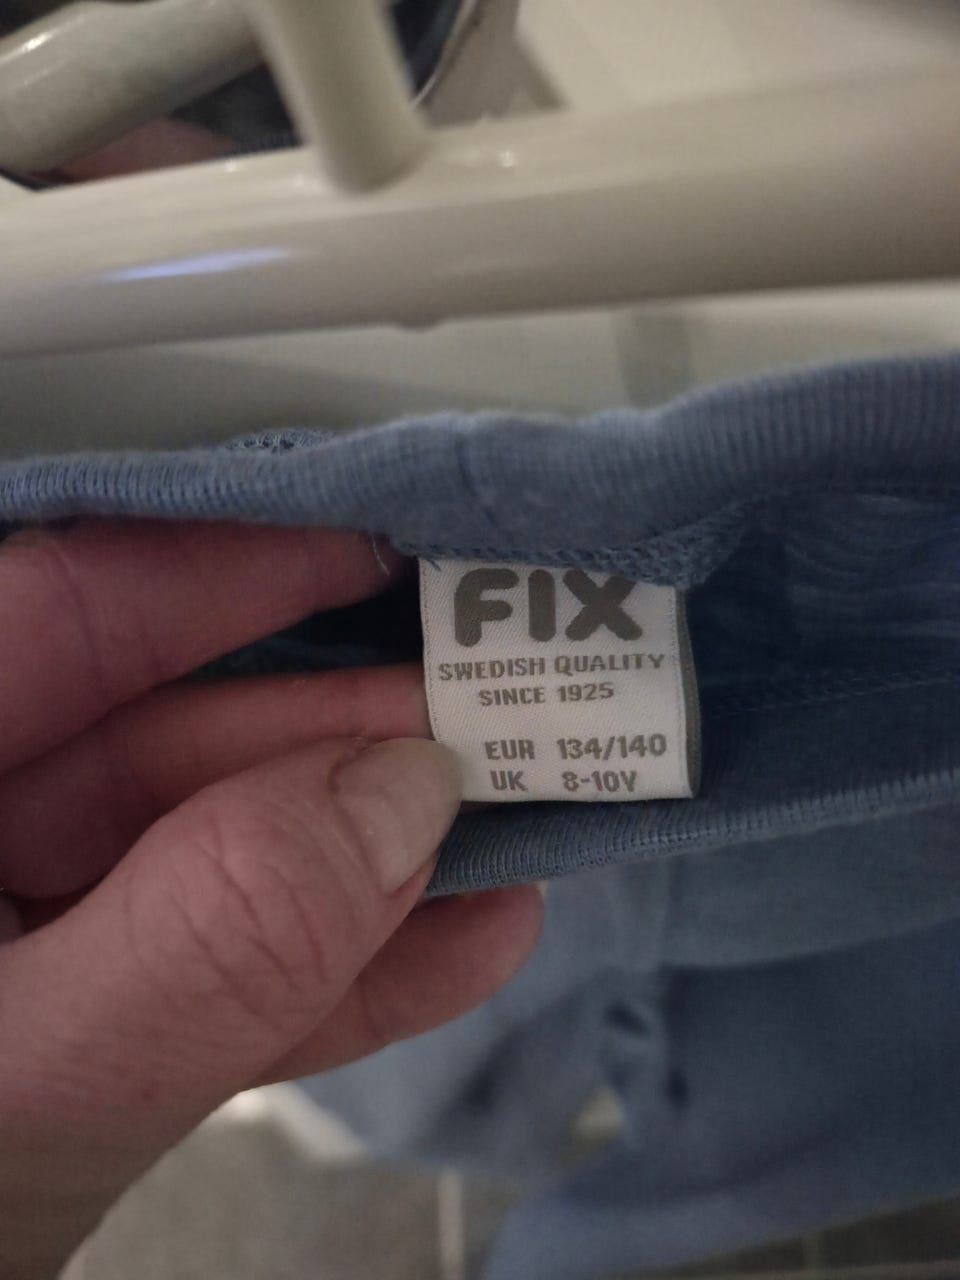 FIX
SWEDISH QUALITY
SINCE 1925
EUR 134/140
UK 8-10Y